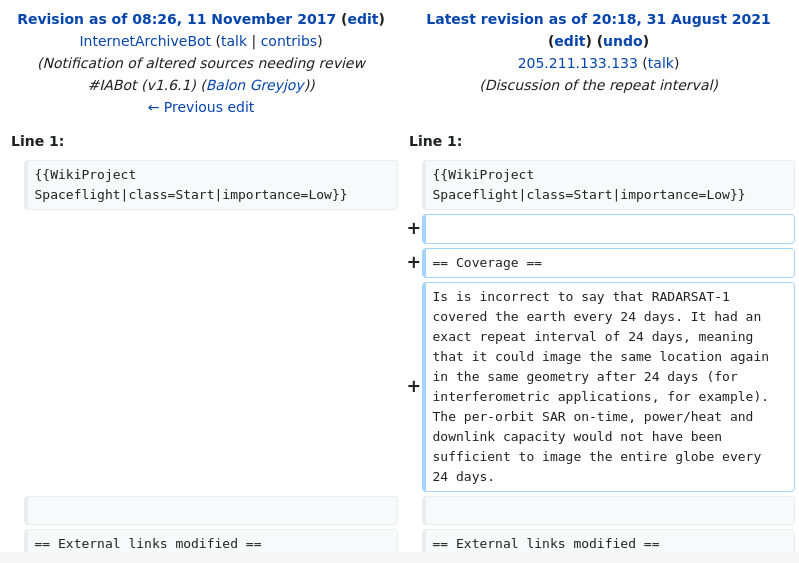 Revision as of 08:26, 11 November 2017 (edit)
InternetArchiveBot (talk | contribs)
(Notification of altered sources needing review
#IABot (v1.6.1) (Balon Greyjoy))
← Previous edit
Latest revision as of 20:18, 31 August 2021
(edit) (undo)
205.211.133.133 (talk)
(Discussion of the repeat interval)
Line 1:
Line 1:
{{WikiProject
Spaceflight|class=Start|importance=Low}}
{{WikiProject
Spaceflight|class=Start|importance=Low}}
+
+
== Coverage ==
+
Is is incorrect to say that RADARSAT-1
covered the earth every 24 days. It had an
exact repeat interval of 24 days, meaning
that it could image the same location again
in the same geometry after 24 days (for
interferometric applications, for example).
The per-orbit SAR on-time, power/heat and
downlink capacity would not have been
sufficient to image the entire globe every
24 days.
== External links modified ==
== External links modified ==